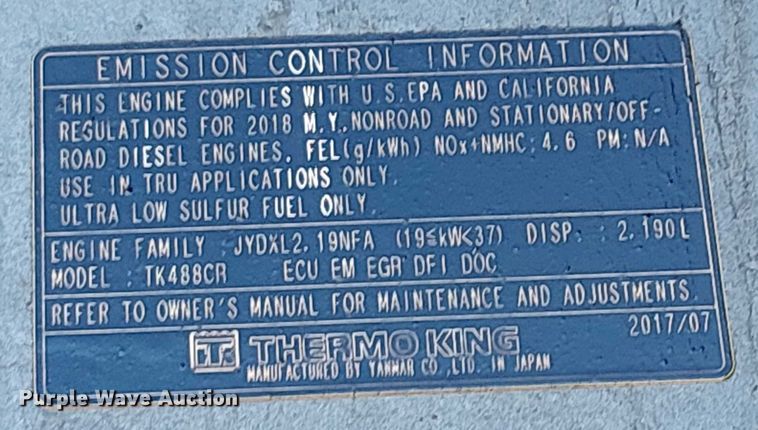 EMISSION CONTROL INFORMATION
THIS ENGINE COMPLIES WITH U.S.EPA AND CALIFORNIA
REGULATIONS FOR 2018 M.Y.,NONROAD AND STATIONARY/OFF-
ROAD DIESEL ENGINES. FEL(g/kWh) NOx+NMHC:4.6 PM:N/A
USE IN TRU APPLICATIONS ONLY.
ULTRA LOW SULFUR FUEL ONLY.
ENGINE FAMILY : JYDXL2.19NFA (19≤kW<37) DISP. : 2.190L
MODEL : TK488CR ECU EM EGR DFI DOC
REFER TO OWNER'S MANUAL FOR MAINTENANCE AND ADJUSTMENTS.
2017/07
THERMO KING
MANUFACTURED BY YANMAR CO.,LTD. IN JAPAN
Purple Wave Auction